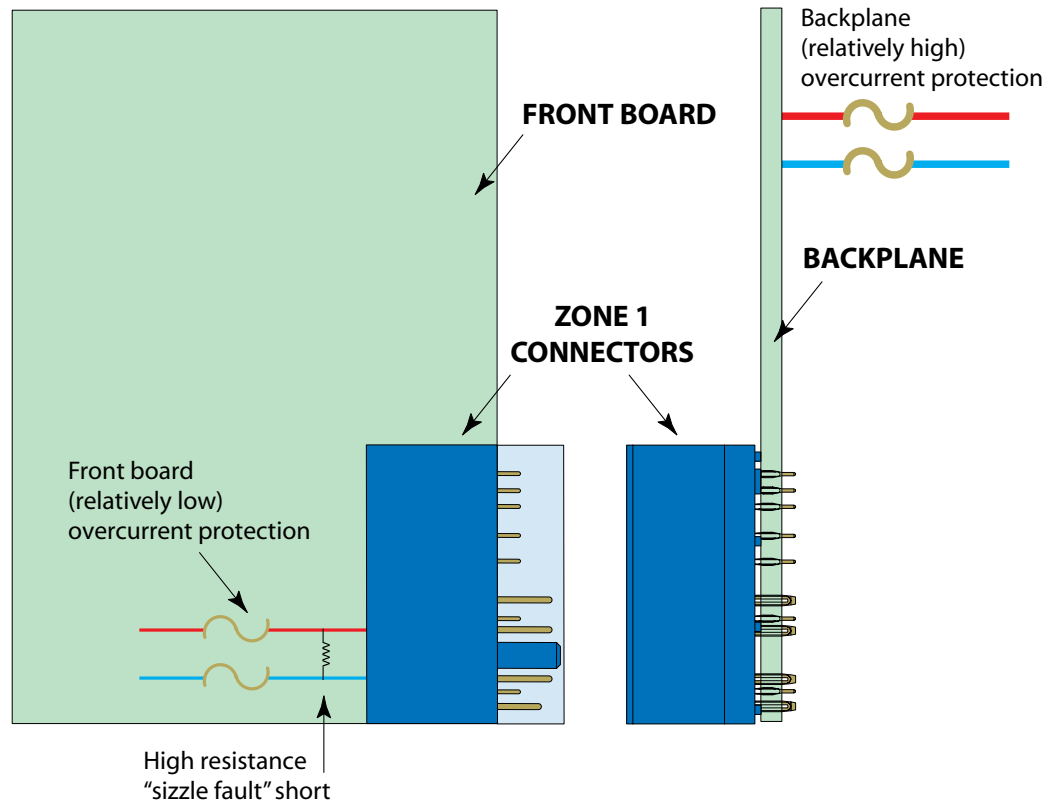 Backplane
(relatively high)
overcurrent protection
FRONT BOARD
BACKPLANE
ZONE 1
CONNECTORS
Front board
(relatively low)
overcurrent protection
High resistance
“sizzle fault” short